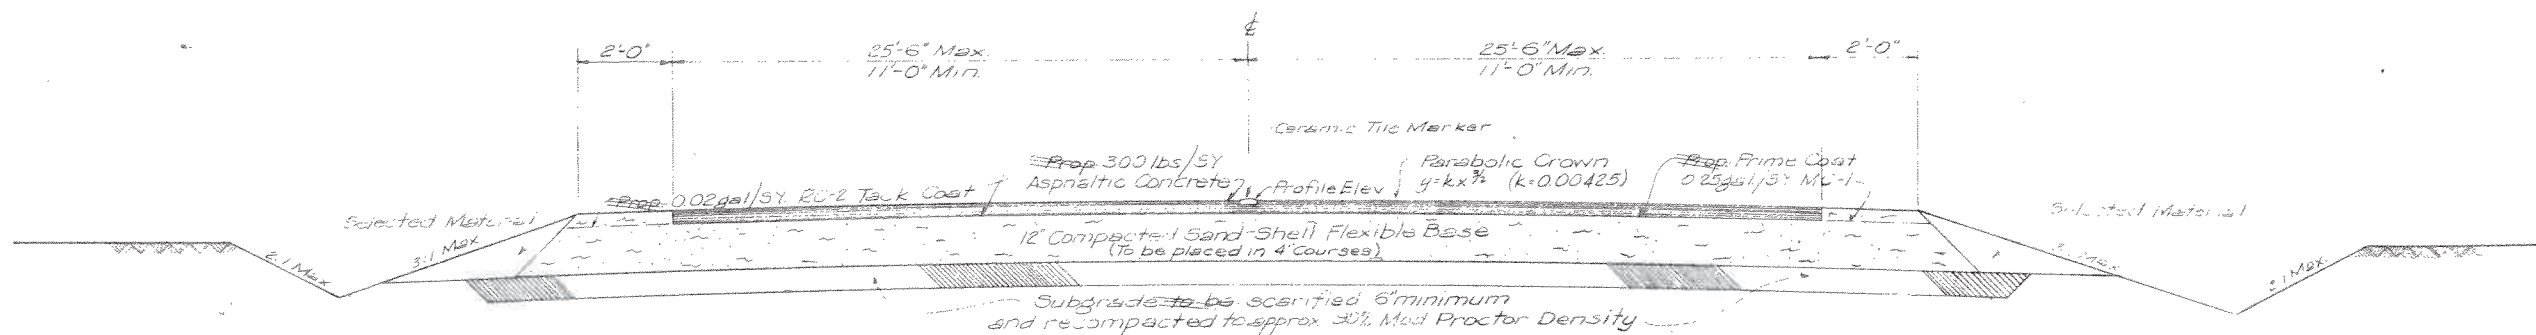 ℄
2'-0"
25'-6" Max.
11'-0" Min.
25'-6" Max.
11'-0" Min.
2'-0"
Ceramic Tile Marker
Prop. 300 lbs/SY
Asphaltic Concrete
Parabolic Crown
y=kx^3/2 (k=0.00425)
Prop. Prime Coat
0.25gal/SY MC-1
Prop. 0.02gal/SY RC-2 Tack Coat
Profile Elev
Selected Material
Selected Material
12" Compacted Sand-Shell Flexible Base
(To be placed in 4" Courses)
2:1 Max
3:1 Max
Max
2:1 Max.
Subgrade to be scarified 6" minimum
and recompacted to approx 90% Mod Proctor Density